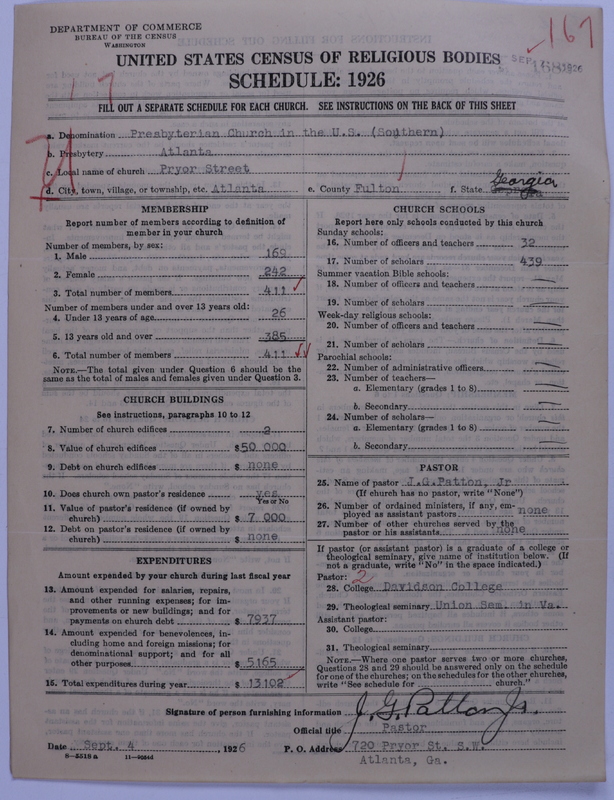 DEPARTMENT OF COMMERCE
BUREAU OF THE CENSUS
WASHINGTON
167
UNITED STATES CENSUS OF RELIGIOUS BODIES
SCHEDULE: 1926
FILL OUT A SEPARATE SCHEDULE FOR EACH CHURCH. SEE INSTRUCTIONS ON THE BACK OF THIS SHEET
a. Denomination Presbyterian Church in the U.S. (Southern)
b. Presbytery Atlanta
c. Local name of church Pryor Street
d. City, town, village, or township, etc. Atlanta e. County Fulton f. State Georgia
MEMBERSHIP
Report number of members according to definition of
member in your church
Number of members, by sex:
1. Male 169
2. Female 242
3. Total number of members 411
Number of members under and over 13 years old:
4. Under 13 years of age 26
5. 13 years old and over 385
6. Total number of members 411
NOTE.—The total given under Question 6 should be
same as the total of males and females given under Question 3.
CHURCH BUILDINGS
See instructions, paragraphs 10 to 12
7. Number of church edifices 2
8. Value of church edifices $50 000
9. Debt on church edifices $ none
10. Does church own pastor's residence yes
Yes or No
11. Value of pastor's residence (if owned by
church) $ 7,000
12. Debt on pastor's residence (if owned by
church) $ none
EXPENDITURES
Amount expended by your church during last fiscal year
13. Amount expended for salaries, repairs,
and other running expenses; for im-
provements or new buildings; and for
payments on church debt $ 7937
14. Amount expended for benevolences, in-
cluding home and foreign missions; for
denominational support; and for all
other purposes $ 5165
15. Total expenditures during year $ 13102
CHURCH SCHOOLS
Report here only schools conducted by this church
Sunday schools:
16. Number of officers and teachers 32
17. Number of scholars 439
Summer vacation Bible schools:
18. Number of officers and teachers
19. Number of scholars
Week-day religious schools:
20. Number of officers and teachers
21. Number of scholars
Parochial schools:
22. Number of administrative officers
23. Number of teachers—
a. Elementary (grades 1 to 8)
b. Secondary
24. Number of scholars—
a. Elementary (grades 1 to 8)
b. Secondary
PASTOR
25. Name of pastor J.G.Patton, Jr
(If church has no pastor, write "None")
26. Number of ordained ministers, if any, em-
ployed as assistant pastors none
27. Number of other churches served by the
pastor or his assistants none
If pastor (or assistant pastor) is a graduate of a college or
theological seminary, give name of institution below. (If
not a graduate, write "No" in the space indicated.)
Pastor: 2
28. College Davidson College
29. Theological seminary Union Sem. in Va.
Assistant pastor:
30. College
31. Theological seminary
NOTE.—Where one pastor serves two or more churches,
Questions 28 and 29 should be answered only on the schedule
for one of the churches; on the schedules for the other churches,
write "See schedule for church."
Signature of person furnishing information J. G. Patton Jr.
Official title Pastor
Date Sept. 4, 1926 P. O. Address 720 Pryor St. S.W.
Atlanta, Ga.